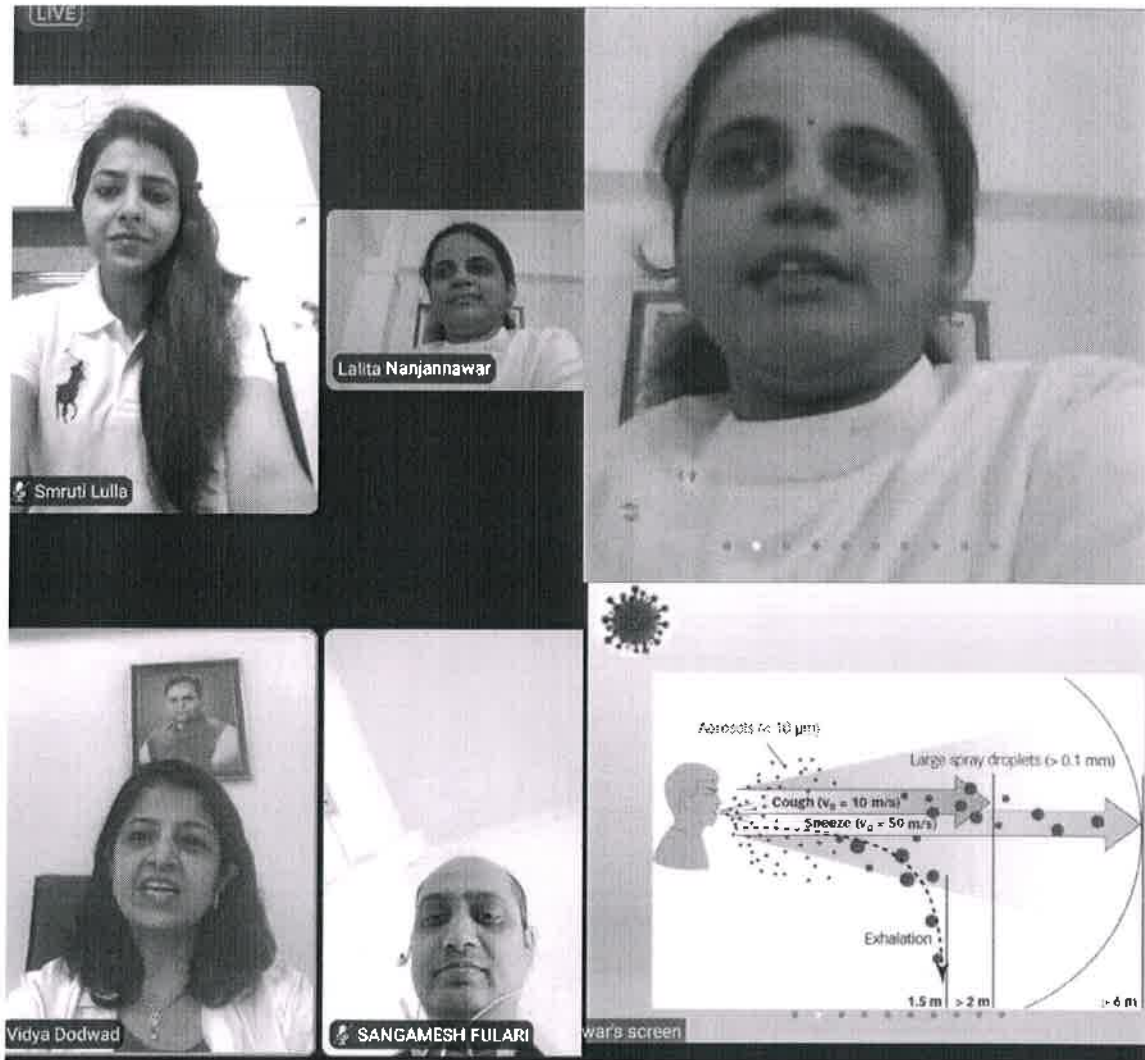 LIVE
Smruti Lulla
Lalita Nanjannawar
Vidya Dodwad
SANGAMESH FULARI
war's screen
Aerosols (< 10 µm)
Large spray droplets (> 0.1 mm)
Cough (v₀ = 10 m/s)
Sneeze (v₀ = 50 m/s)
Exhalation
1.5 m
> 2 m
> 6 m